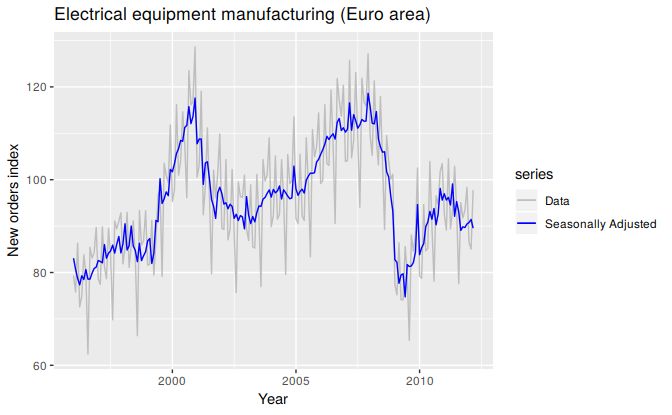 Electrical equipment manufacturing (Euro area)
New orders index
120
100
80
60
2000
2005
2010
Year
series
Data
Seasonally Adjusted